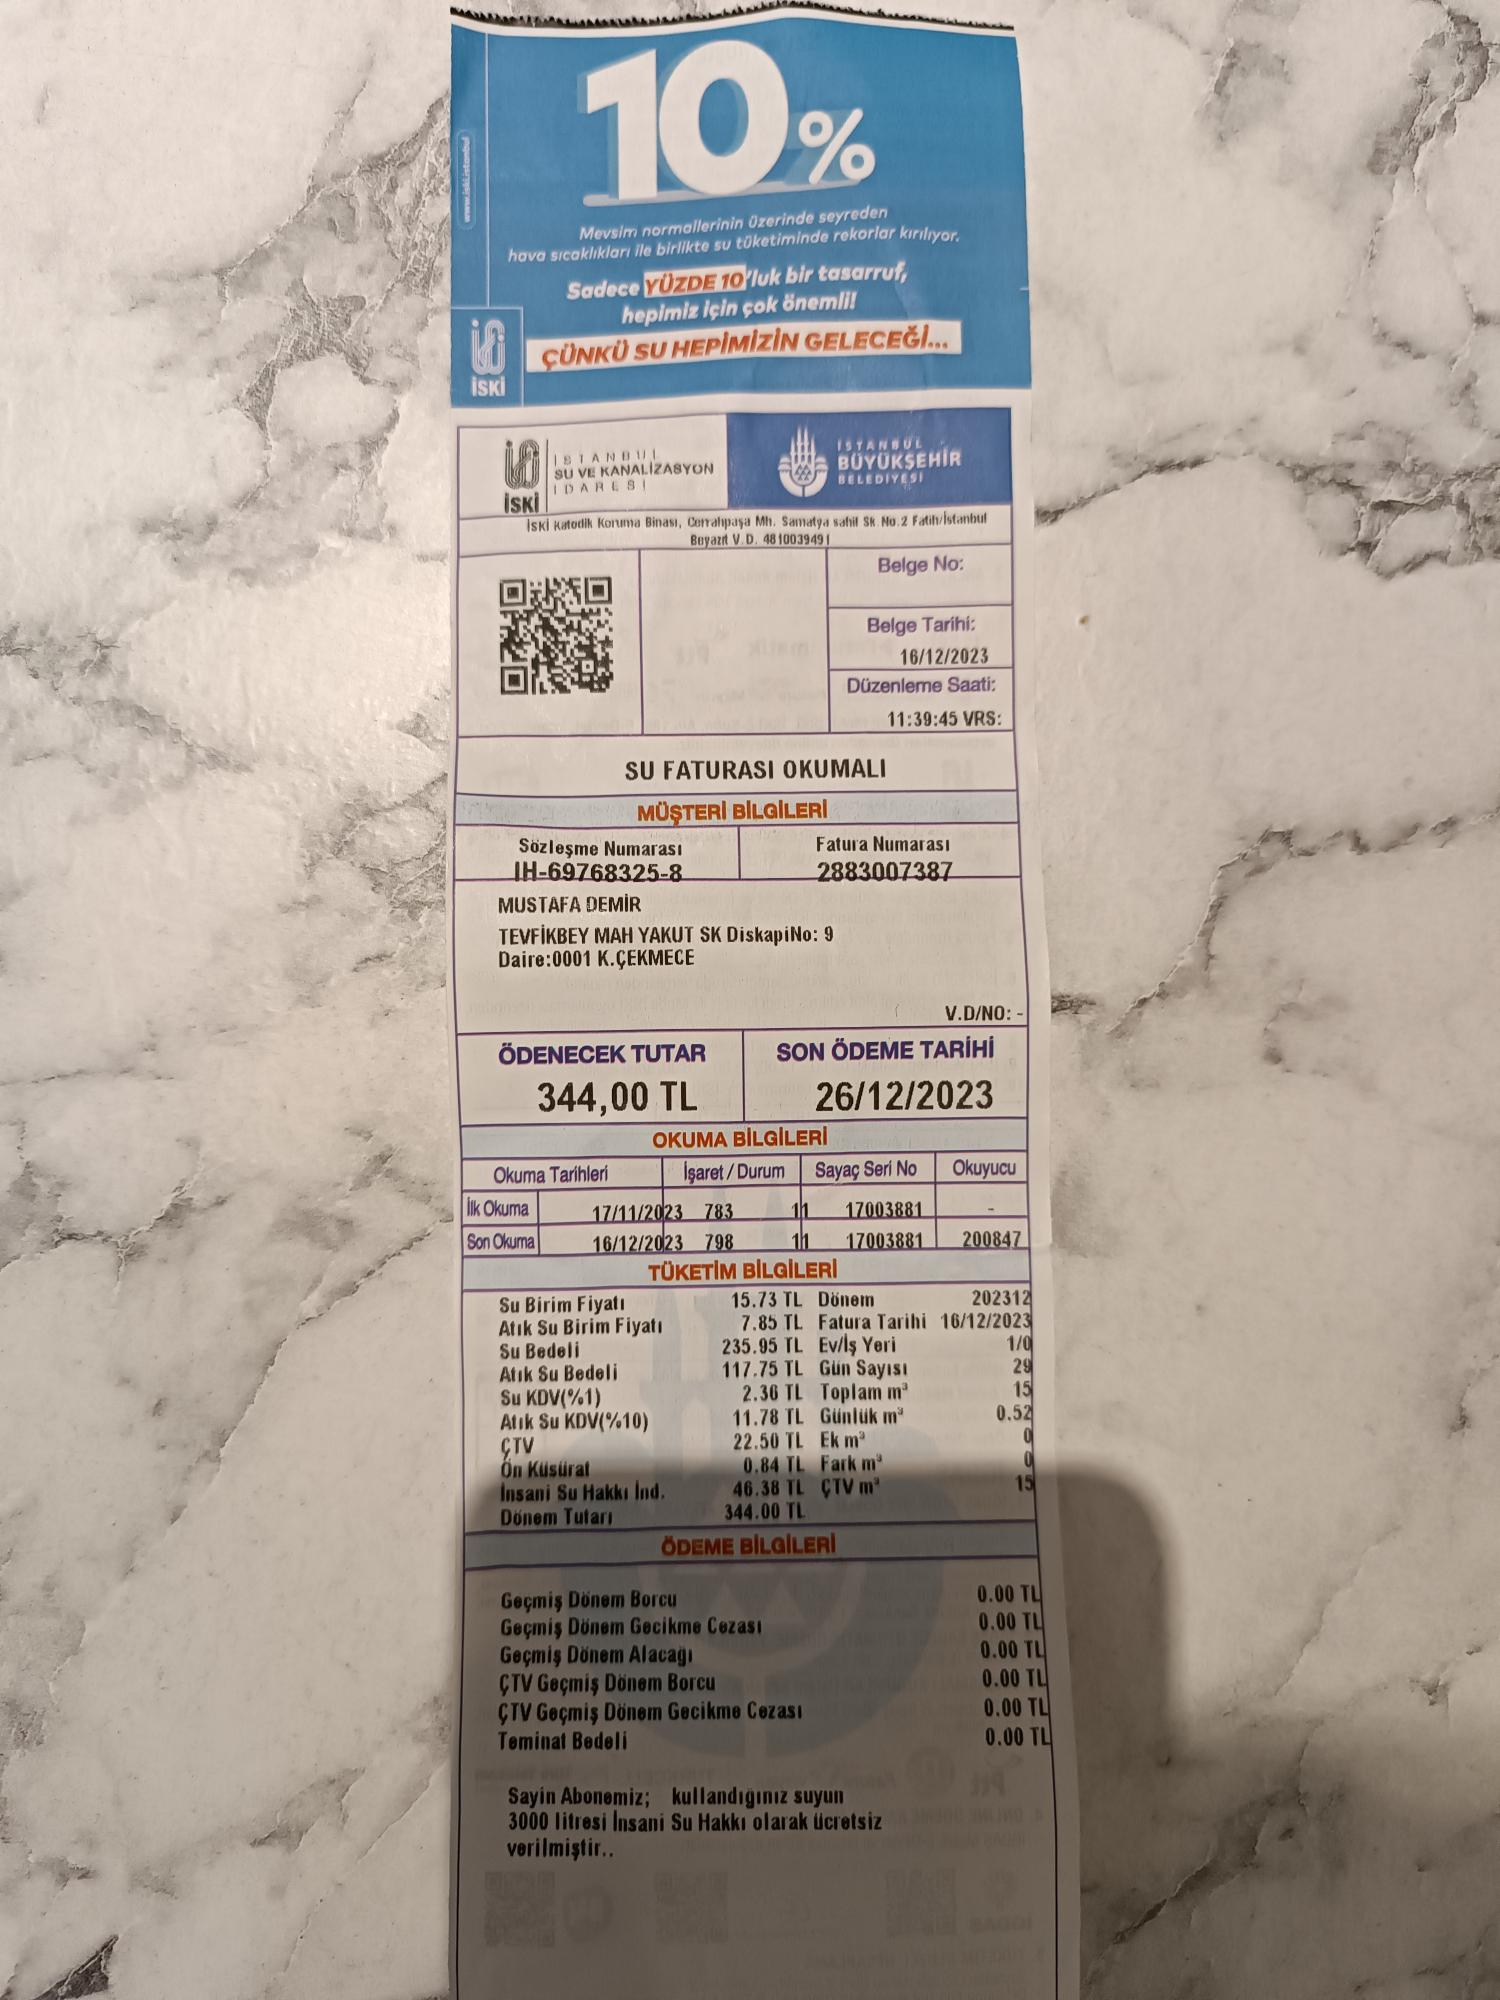 10%
www.iski.istanbul
Mevsim normallerinin üzerinde seyreden
hava sıcaklıkları ile birlikte su tüketiminde rekorlar kırılıyor.
Sadece YÜZDE 10'luk bir tasarruf,
hepimiz için çok önemli!
ÇÜNKÜ SU HEPİMİZİN GELECEĞİ...
İSKİ
İSTANBUL
SU VE KANALİZASYON
İDARESİ
İSKİ
İSTANBUL
BÜYÜKŞEHİR
BELEDİYESİ
İSKİ Katodik Koruma Binası, Cerrahpaşa Mh. Samatya sahil Sk. No.2 Fatih/İstanbul
Beyazıt V.D. 4810039491
Belge No:
Belge Tarihi:
16/12/2023
Düzenleme Saati:
11:39:45 VRS:
SU FATURASI OKUMALI
MÜŞTERİ BİLGİLERİ
Sözleşme Numarası Fatura Numarası
IH-69768325-8 2883007387
MUSTAFA DEMİR
TEVFİKBEY MAH YAKUT SK DiskapiNo: 9
Daire:0001 K.ÇEKMECE
V.D/NO: -
ÖDENECEK TUTAR SON ÖDEME TARİHİ
344,00 TL 26/12/2023
OKUMA BİLGİLERİ
Okuma Tarihleri İşaret / Durum Sayaç Seri No Okuyucu
İlk Okuma 17/11/2023 783 11 17003881 -
Son Okuma 16/12/2023 798 11 17003881 200847
TÜKETİM BİLGİLERİ
Su Birim Fiyatı 15.73 TL Dönem 202312
Atık Su Birim Fiyatı 7.85 TL Fatura Tarihi 16/12/2023
Su Bedeli 235.95 TL Ev/İş Yeri 1/0
Atık Su Bedeli 117.75 TL Gün Sayısı 29
Su KDV(%1) 2.36 TL Toplam m³ 15
Atık Su KDV(%10) 11.78 TL Günlük m³ 0.52
ÇTV 22.50 TL Ek m³ 0
Ön Küsürat 0.84 TL Fark m³ 0
İnsani Su Hakkı İnd. 46.38 TL ÇTV m³ 15
Dönem Tutarı 344.00 TL
ÖDEME BİLGİLERİ
Geçmiş Dönem Borcu 0.00 TL
Geçmiş Dönem Gecikme Cezası 0.00 TL
Geçmiş Dönem Alacağı 0.00 TL
ÇTV Geçmiş Dönem Borcu 0.00 TL
ÇTV Geçmiş Dönem Gecikme Cezası 0.00 TL
Teminat Bedeli 0.00 TL
Sayin Abonemiz; kullandığınız suyun
3000 litresi İnsani Su Hakkı olarak ücretsiz
verilmiştir..